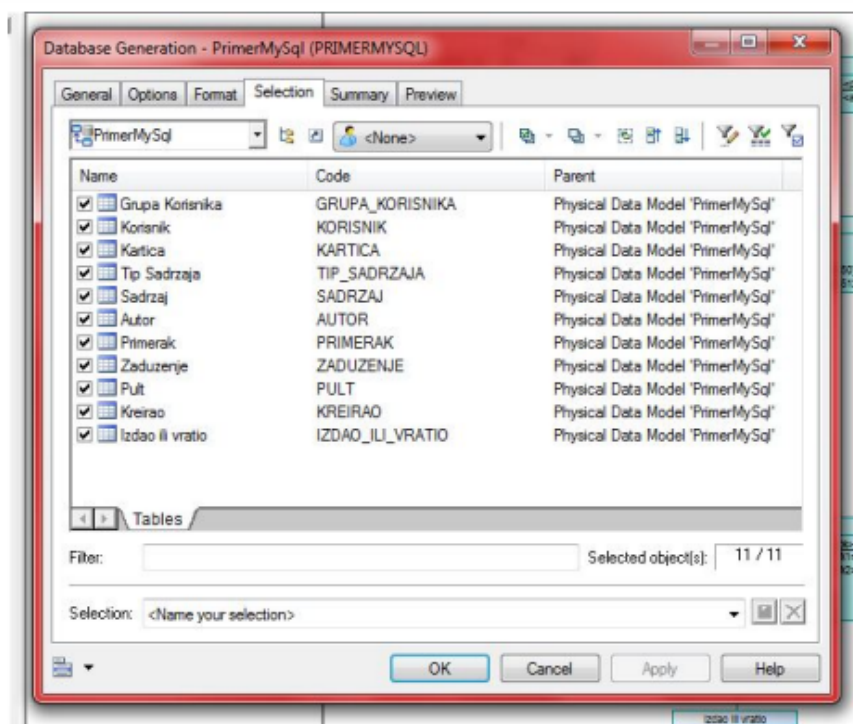 Database Generation - PrimerMySql (PRIMERMYSQL)
General Options Format Selection Summary Preview
PrimerMySql <None>
Name Code Parent
Grupa Korisnika GRUPA_KORISNIKA Physical Data Model 'PrimerMySql'
Korisnik KORISNIK Physical Data Model 'PrimerMySql'
Kartica KARTICA Physical Data Model 'PrimerMySql'
Tip Sadrzaja TIP_SADRZAJA Physical Data Model 'PrimerMySql'
Sadrzaj SADRZAJ Physical Data Model 'PrimerMySql'
Autor AUTOR Physical Data Model 'PrimerMySql'
Primerak PRIMERAK Physical Data Model 'PrimerMySql'
Zaduzenje ZADUZENJE Physical Data Model 'PrimerMySql'
Pult PULT Physical Data Model 'PrimerMySql'
Kreirao KREIRAO Physical Data Model 'PrimerMySql'
Izdao ili vratio IZDAO_ILI_VRATIO Physical Data Model 'PrimerMySql'
Tables
Filter: Selected object(s): 11 / 11
Selection: <Name your selection>
OK Cancel Apply Help
Izdao ili vratio